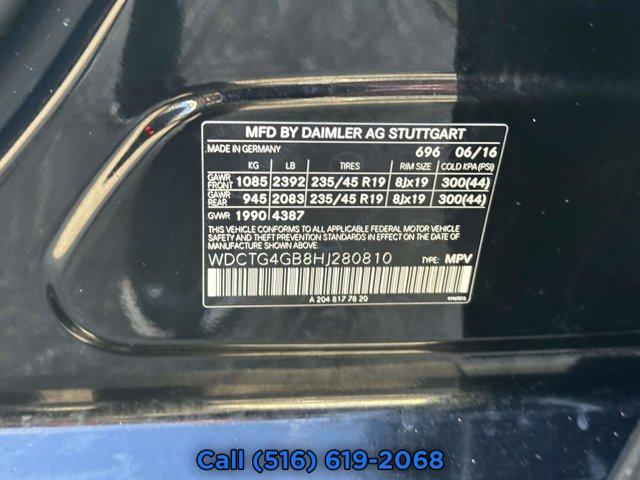 MFD BY DAIMLER AG STUTTGART
MADE IN GERMANY 696 06/16
KG LB TIRES RIM SIZE COLD KPA (PSI)
GAWR FRONT 1085 2392 235/45 R19 8Jx19 300(44)
GAWR REAR 945 2083 235/45 R19 8Jx19 300(44)
GVWR 1990 4387
THIS VEHICLE CONFORMS TO ALL APPLICABLE FEDERAL MOTOR VEHICLE
SAFETY AND THEFT PREVENTION STANDARDS IN EFFECT ON THE DATE OF
MANUFACTURE SHOWN ABOVE.
WDCTG4GB8HJ280810 TYPE: MPV
A 204 817 78 20
Call (516) 619-2068